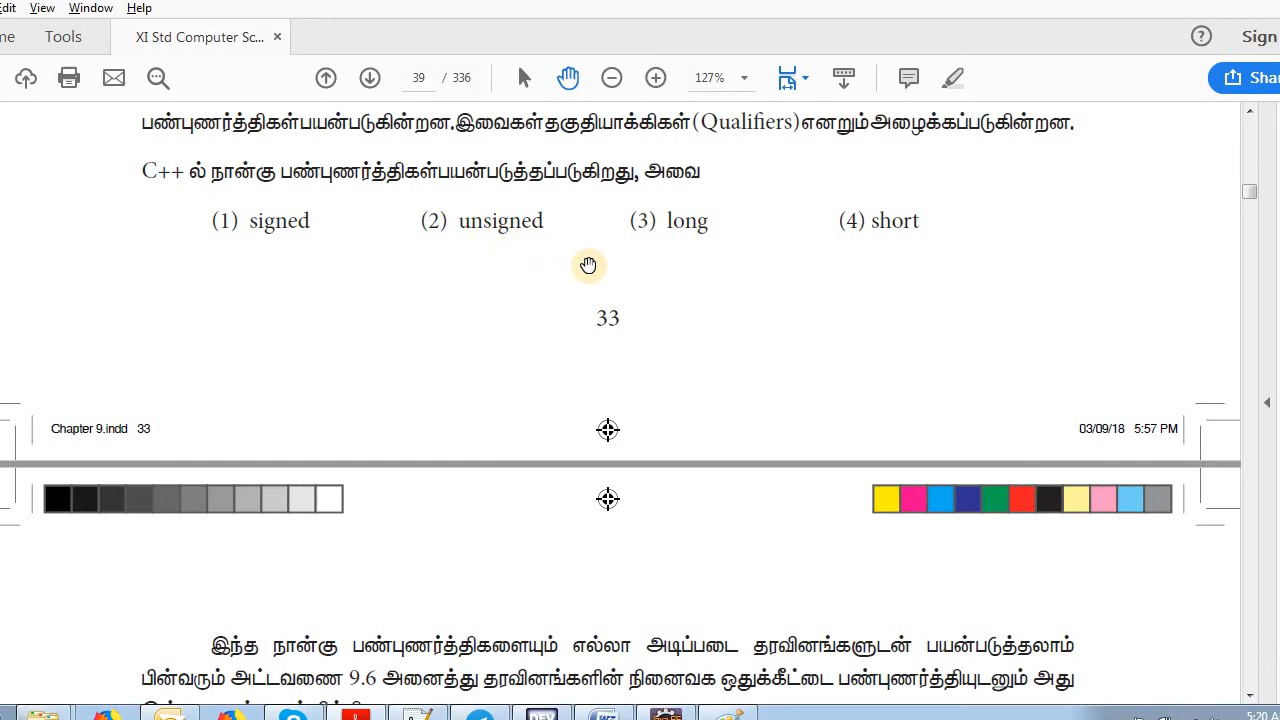 Edit View Window Help
Tools XI Std Computer Sc... × Sign
39 / 336 127%
பண்புணர்த்திகள்பயன்படுகின்றன.இவைகள்தகுதியாக்கிகள்(Qualifiers)எனறும்அழைக்கப்படுகின்றன.
C++ ல் நான்கு பண்புணர்த்திகள்பயன்படுத்தப்படுகிறது, அவை
(1) signed (2) unsigned (3) long (4) short
33
Chapter 9.indd 33 03/09/18 5:57 PM
இந்த நான்கு பண்புணர்த்திகளையும் எல்லா அடிப்படை தரவினங்களுடன் பயன்படுத்தலாம்
பின்வரும் அட்டவணை 9.6 அனைத்து தரவினங்களின் நினைவக ஒதுக்கீட்டை பண்புணர்த்தியுடனும் அது
DEV